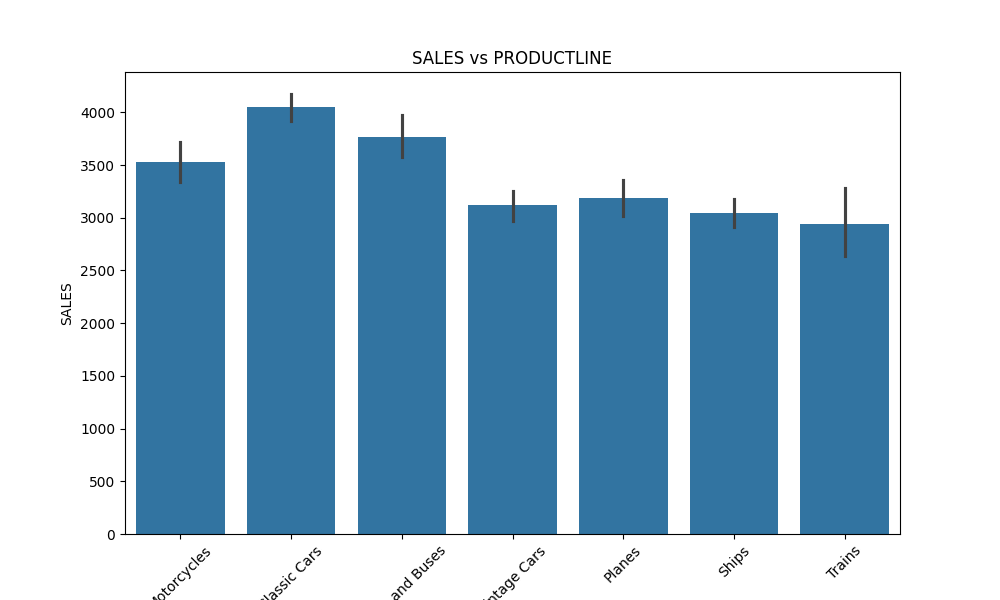 SALES vs PRODUCTLINE
SALES
4000
3500
3000
2500
2000
1500
1000
500
0
Motorcycles
lassic Cars
and Buses
ntage Cars
Planes
Ships
Trains